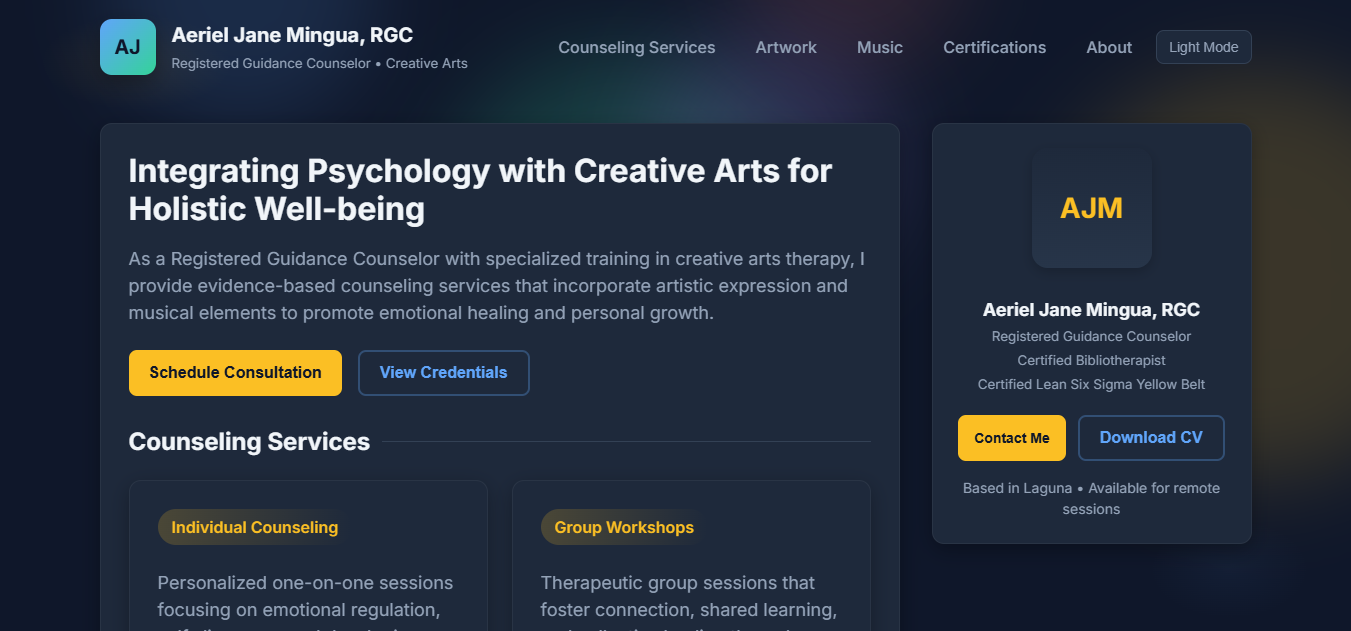 AJ
Aeriel Jane Mingua, RGC
Registered Guidance Counselor • Creative Arts
Counseling Services
Artwork
Music
Certifications
About
Light Mode
Integrating Psychology with Creative Arts for
Holistic Well-being
As a Registered Guidance Counselor with specialized training in creative arts therapy, I
provide evidence-based counseling services that incorporate artistic expression and
musical elements to promote emotional healing and personal growth.
Schedule Consultation
View Credentials
Counseling Services
Individual Counseling
Personalized one-on-one sessions
focusing on emotional regulation,
Group Workshops
Therapeutic group sessions that
foster connection, shared learning,
AJM
Aeriel Jane Mingua, RGC
Registered Guidance Counselor
Certified Bibliotherapist
Certified Lean Six Sigma Yellow Belt
Contact Me
Download CV
Based in Laguna • Available for remote
sessions